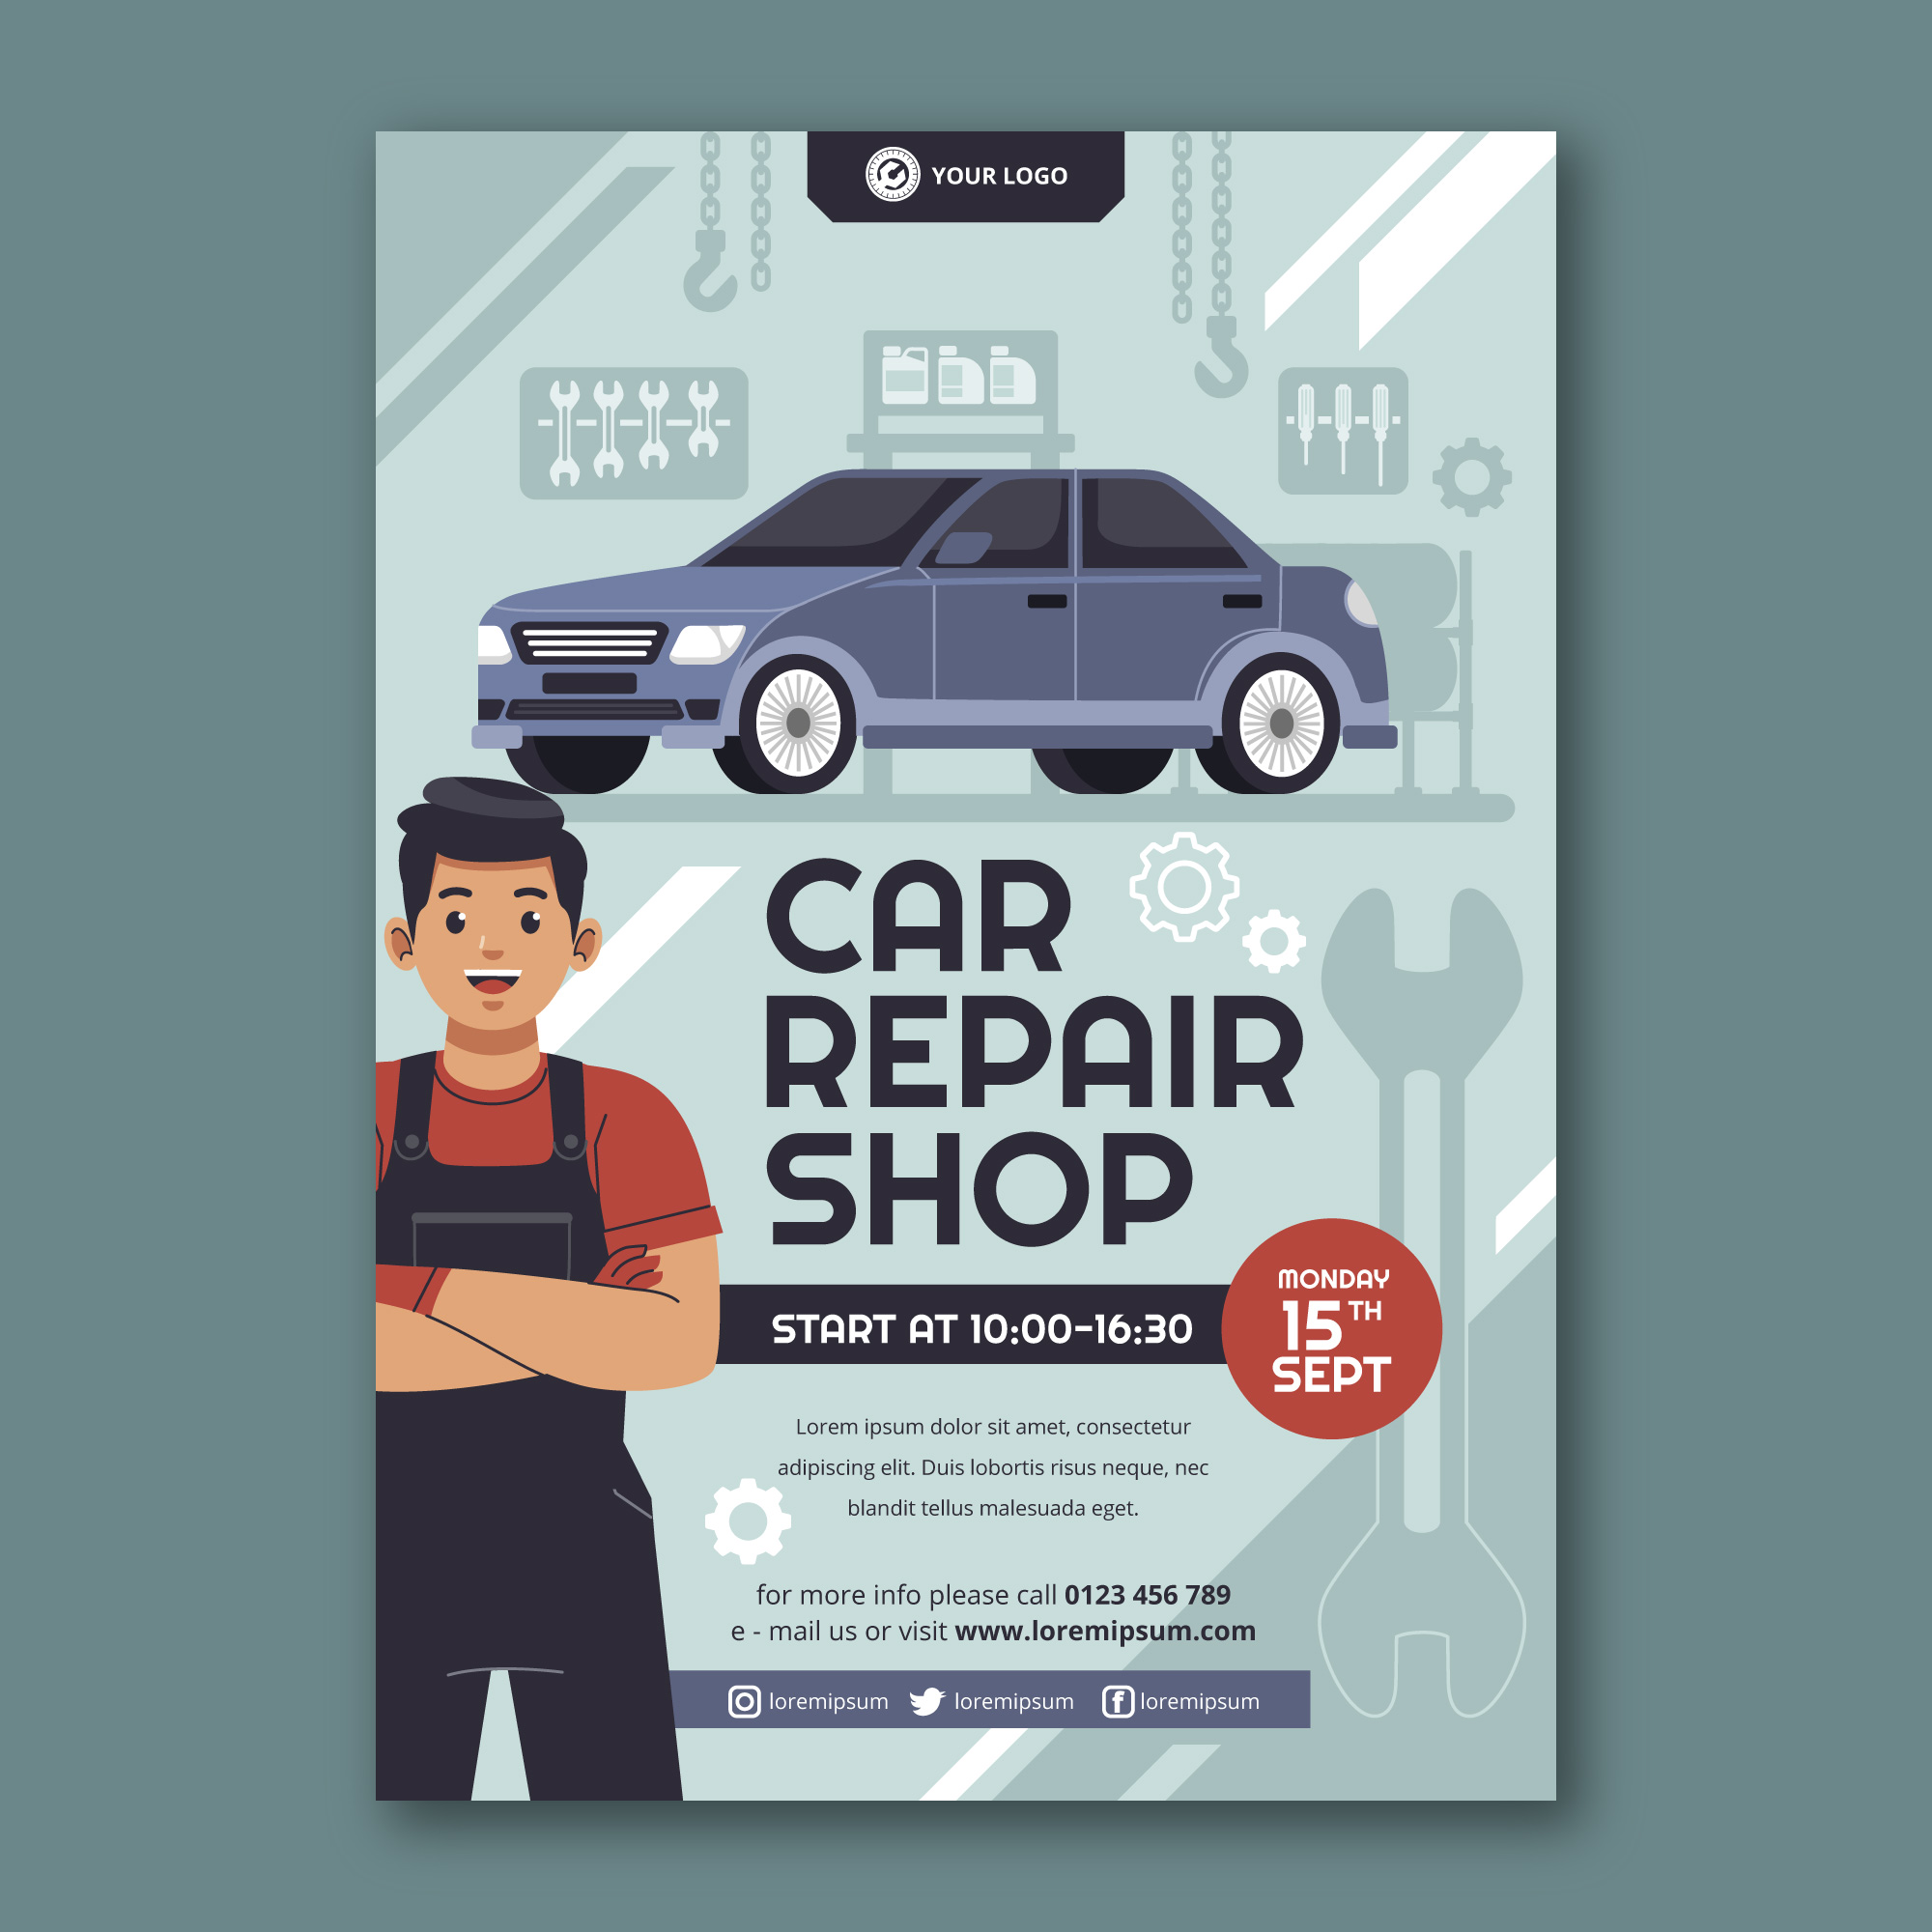 YOUR LOGO
CAR
REPAIR
SHOP
START AT 10:00-16:30
MONDAY
15TH
SEPT
Lorem ipsum dolor sit amet, consectetur
adipiscing elit. Duis lobortis risus neque, nec
blandit tellus malesuada eget.
for more info please call 0123 456 789
e - mail us or visit www.loremipsum.com
loremipsum loremipsum loremipsum